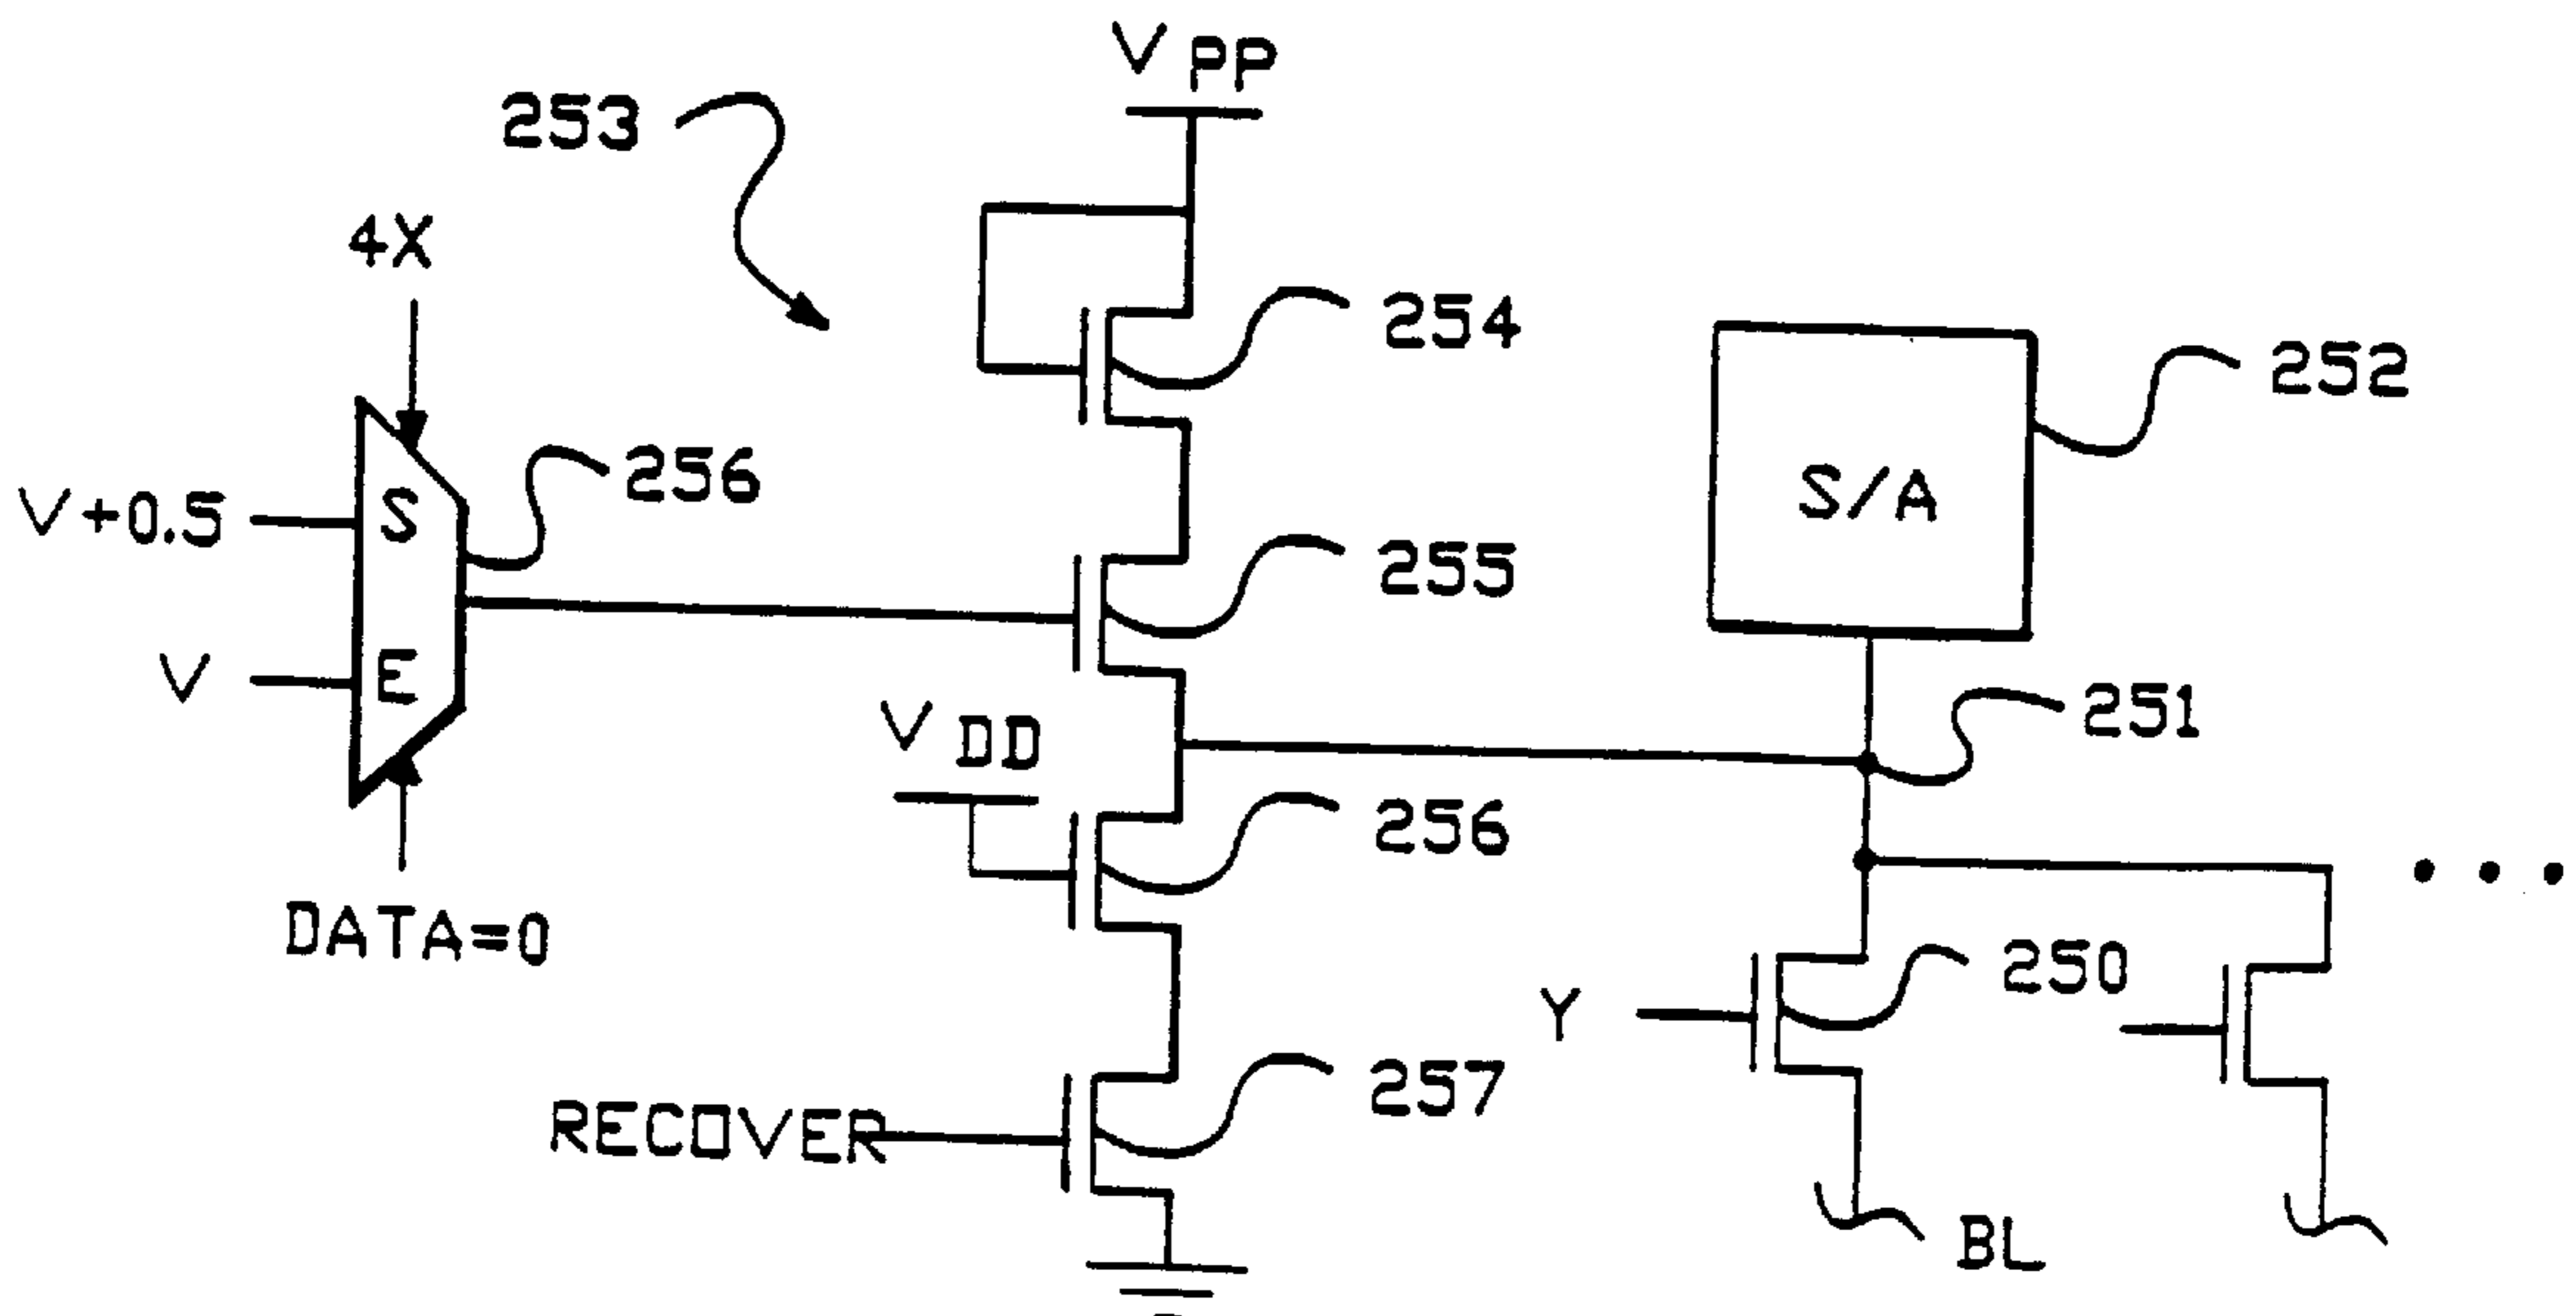 V PP
253
4X
254
252
S
256
V+0.5
S/A
255
V
E
251
V DD
256
DATA=0
250
Y
257
RECOVER
BL